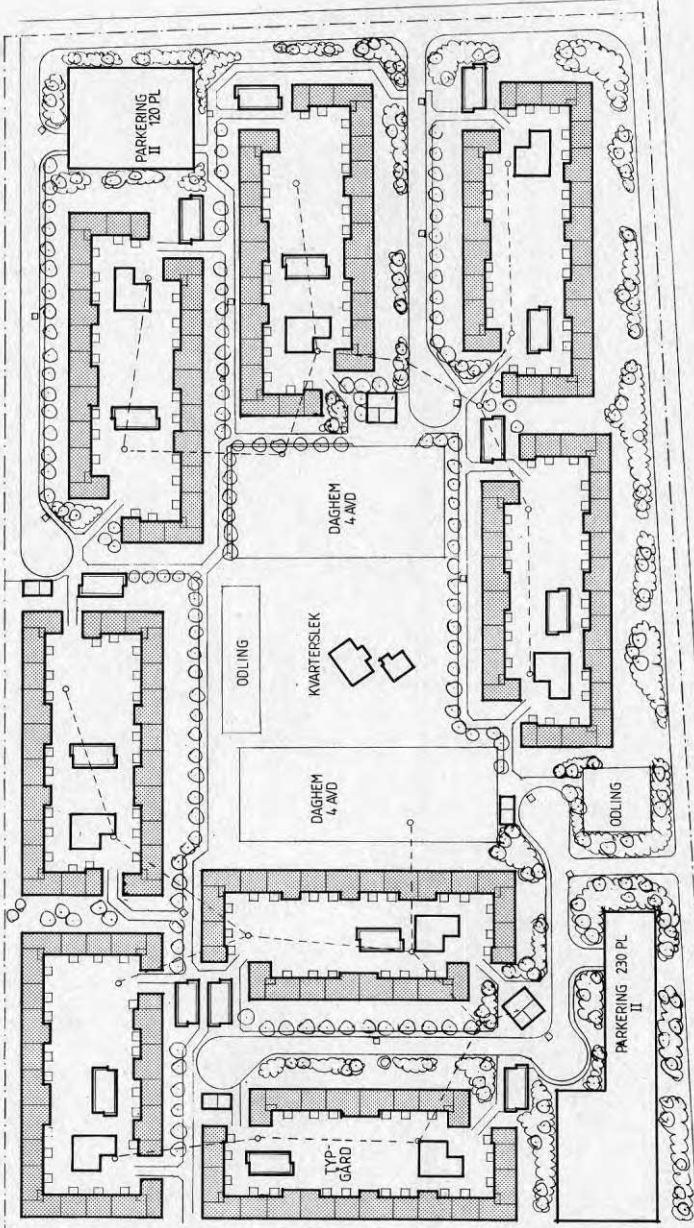 PARKERING 120 PL
II
DAGHEM
4 AVD
ODLING
KVARTERSLEK
DAGHEM
4 AVD
ODLING
PARKERING 230 PL
II
TYP-
GÅRD